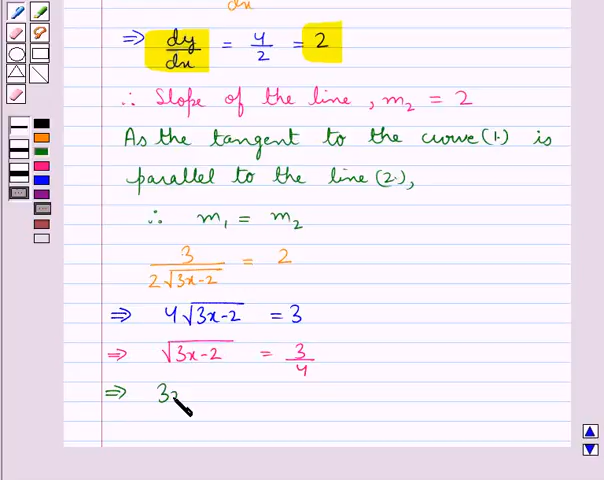 dx
⇒ dy/dx = 4/2 = 2
∴ Slope of the line, m₂ = 2
As the tangent to the curve (1.) is
parallel to the line (2.),
∴ m₁ = m₂
3/(2√(3x-2)) = 2
⇒ 4√(3x-2) = 3
⇒ √(3x-2) = 3/4
⇒ 3x